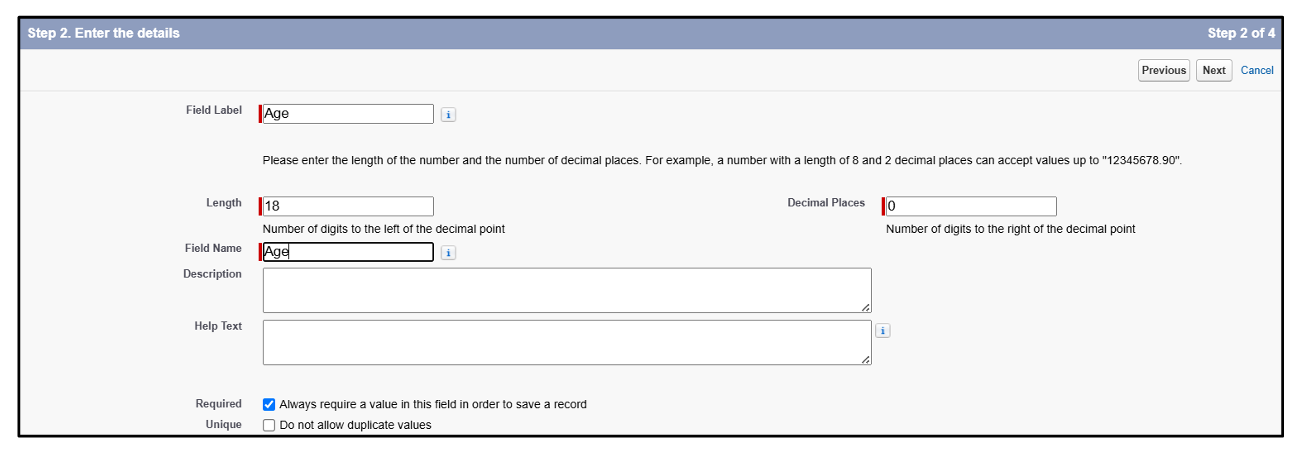 Step 2. Enter the details Step 2 of 4
Previous Next Cancel
Field Label Age i
Please enter the length of the number and the number of decimal places. For example, a number with a length of 8 and 2 decimal places can accept values up to "12345678.90".
Length 18 Decimal Places 0
Number of digits to the left of the decimal point Number of digits to the right of the decimal point
Field Name Age i
Description
Help Text i
Required Always require a value in this field in order to save a record
Unique Do not allow duplicate values